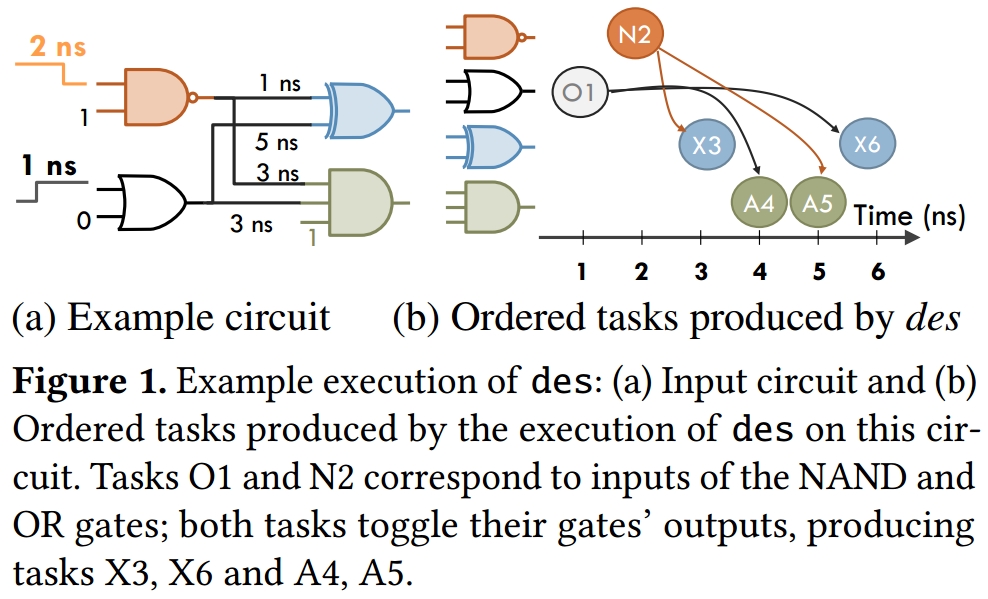 2 ns
1
1 ns
0
1 ns
5 ns
3 ns
3 ns
1
N2
O1
X3
X6
A4
A5
Time (ns)
1 2 3 4 5 6
(a) Example circuit
(b) Ordered tasks produced by des
Figure 1. Example execution of des: (a) Input circuit and (b)
Ordered tasks produced by the execution of des on this cir-
cuit. Tasks O1 and N2 correspond to inputs of the NAND and
OR gates; both tasks toggle their gates’ outputs, producing
tasks X3, X6 and A4, A5.